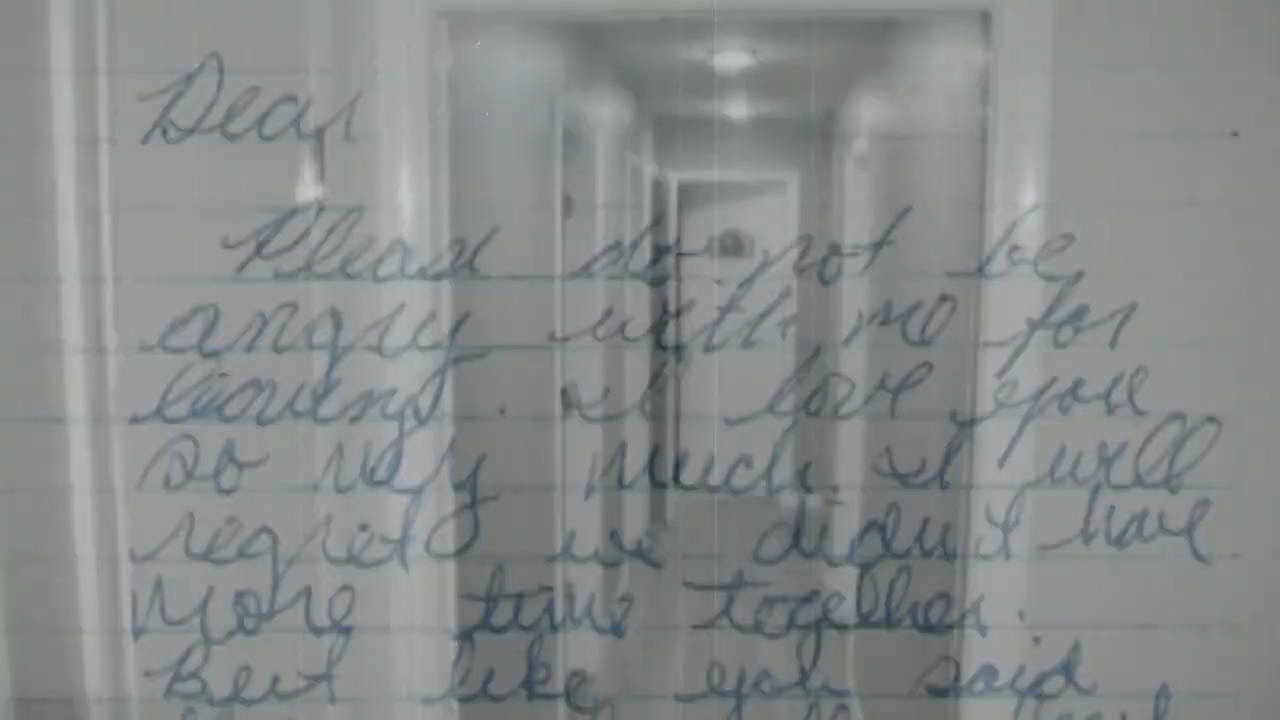 Dear
Please do not be
angry with me for
leaving. I love you
so very much. I will
regret we didn't have
more time together.
But like you said